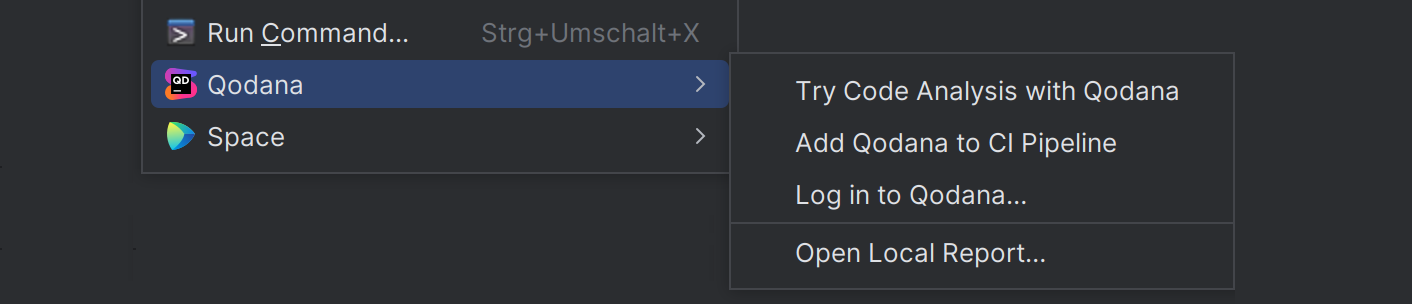 Run Command... Strg+Umschalt+X
QD Qodana
Space
Try Code Analysis with Qodana
Add Qodana to CI Pipeline
Log in to Qodana...
Open Local Report...